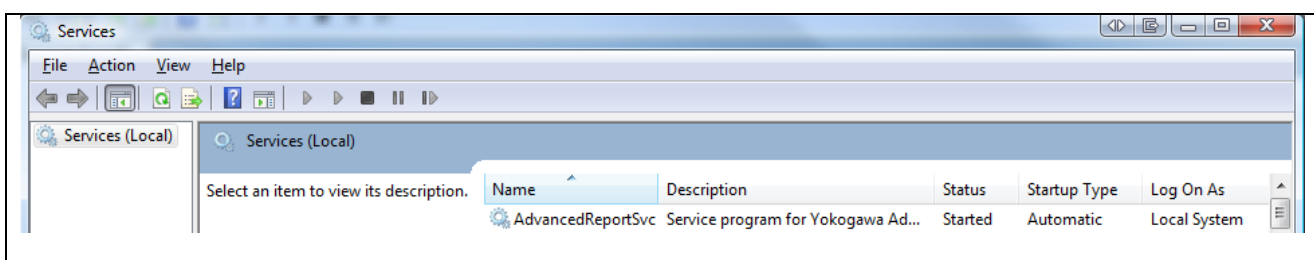 Services
File Action View Help
Services (Local)
Services (Local)
Select an item to view its description.
Name Description Status Startup Type Log On As
AdvancedReportSvc Service program for Yokogawa Ad... Started Automatic Local System